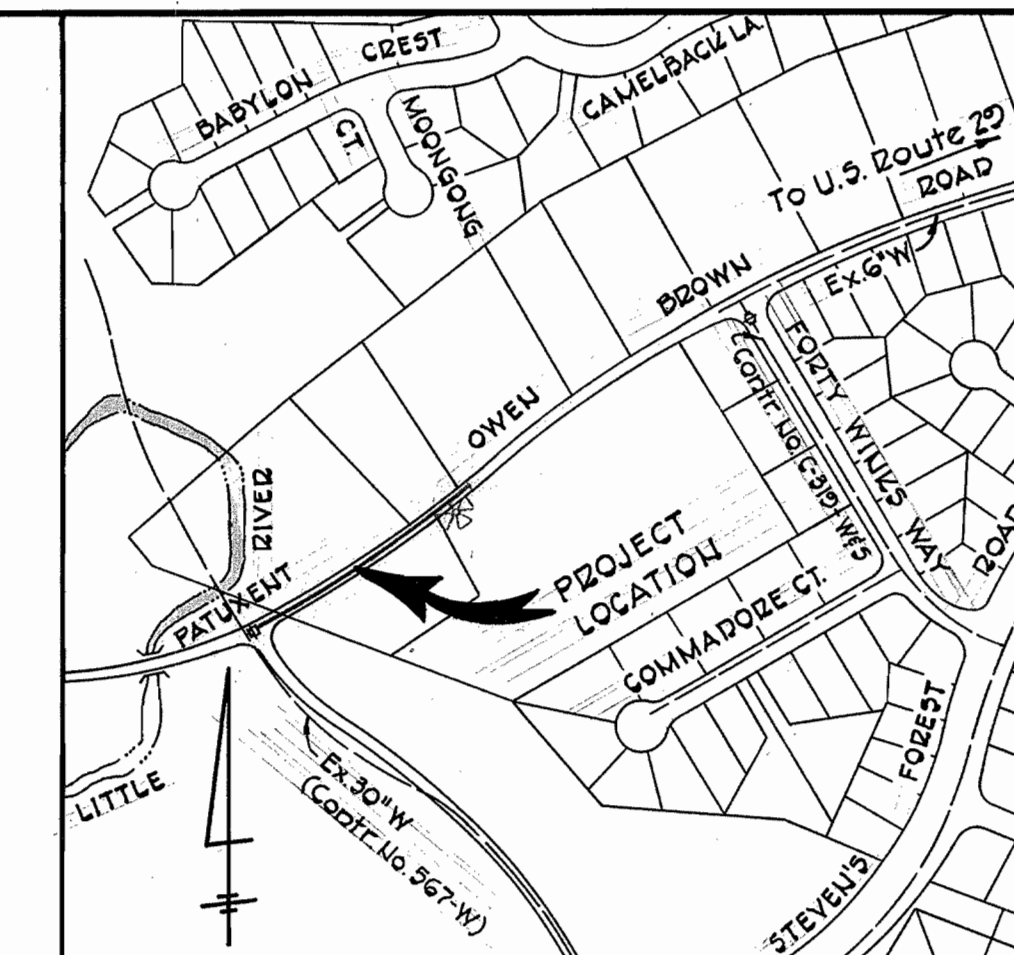 BABYLON CREST
CT.
MOONGONG
CAMELBACK LA.
TO U.S. ROUTE 29
ROAD
BROWN
EX. 6" W
OWEN
FORTY WINKS WAY
Contr. No. C-319-W&S
ROAD
RIVER
PATUXENT
PROJECT
LOCATION
COMMADORE CT.
FOREST
LITTLE
Ex. 30" W
(Contr. No. 567-W)
STEVEN'S